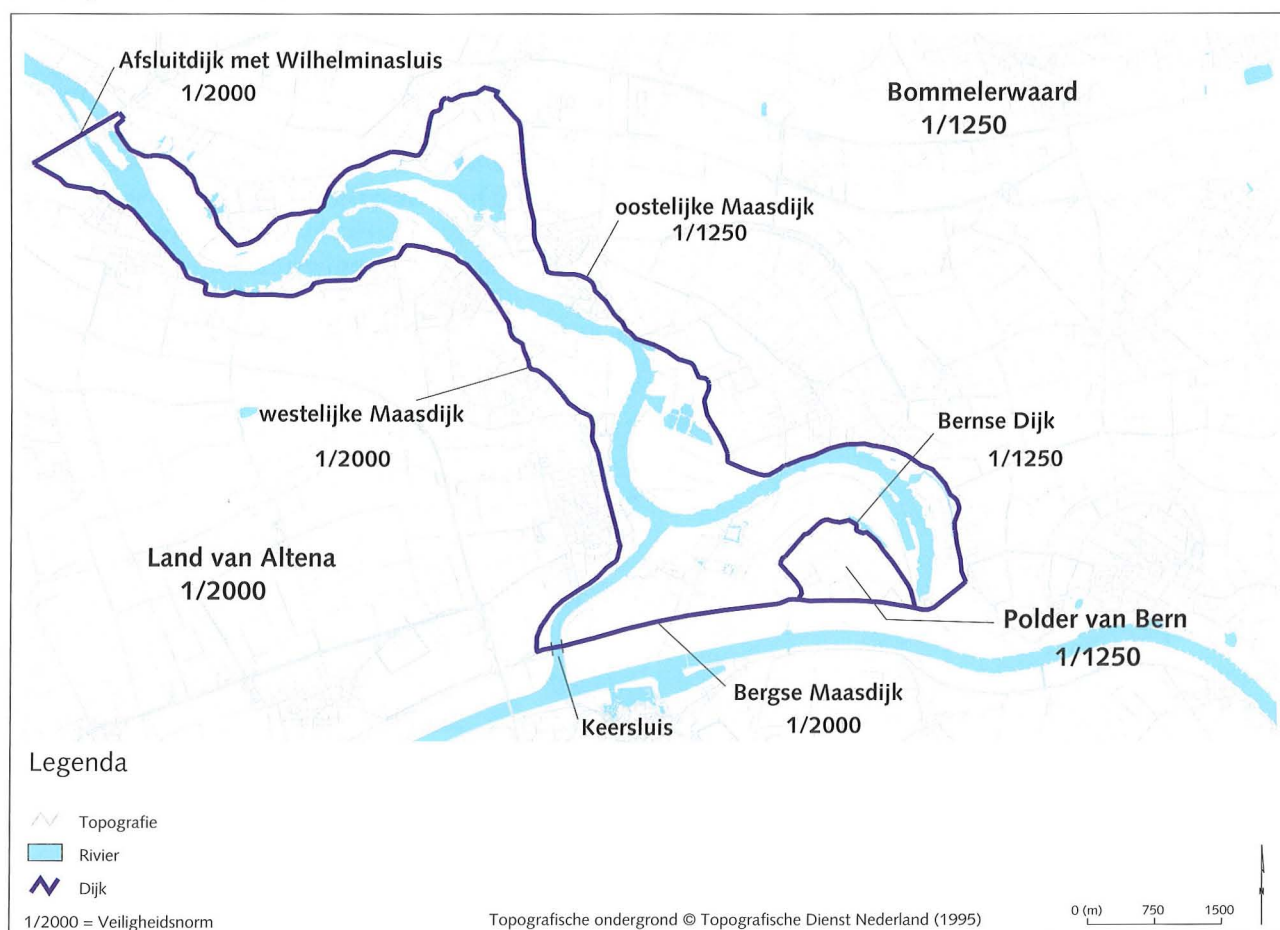 Afsluitdijk met Wilhelminasluis
1/2000
Bommelerwaard
1/1250
oostelijke Maasdijk
1/1250
westelijke Maasdijk
1/2000
Bernse Dijk
1/1250
Land van Altena
1/2000
Polder van Bern
1/1250
Bergse Maasdijk
1/2000
Keersluis
Legenda
Topografie
Rivier
Dijk
1/2000 = Veiligheidsnorm
Topografische ondergrond © Topografische Dienst Nederland (1995)
0 (m) 750 1500